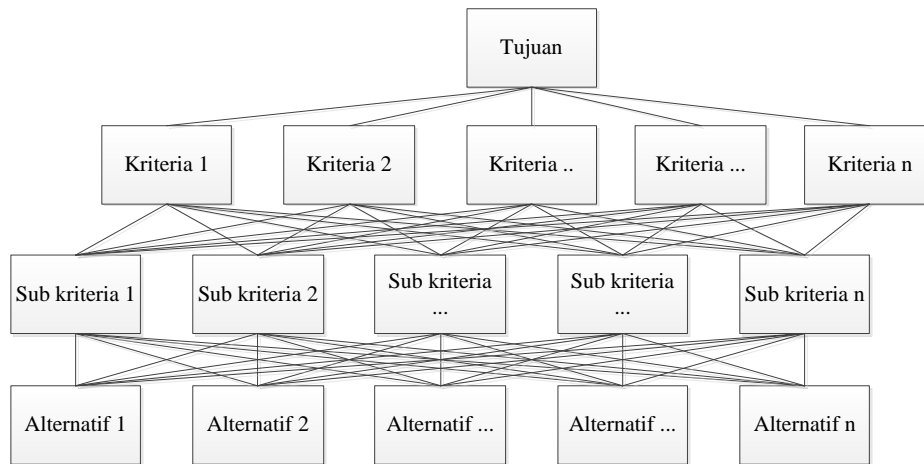 Tujuan
Kriteria 1
Kriteria 2
Kriteria ..
Kriteria ...
Kriteria n
Sub kriteria 1
Sub kriteria 2
Sub kriteria
...
Sub kriteria
...
Sub kriteria n
Alternatif 1
Alternatif 2
Alternatif ...
Alternatif ...
Alternatif n